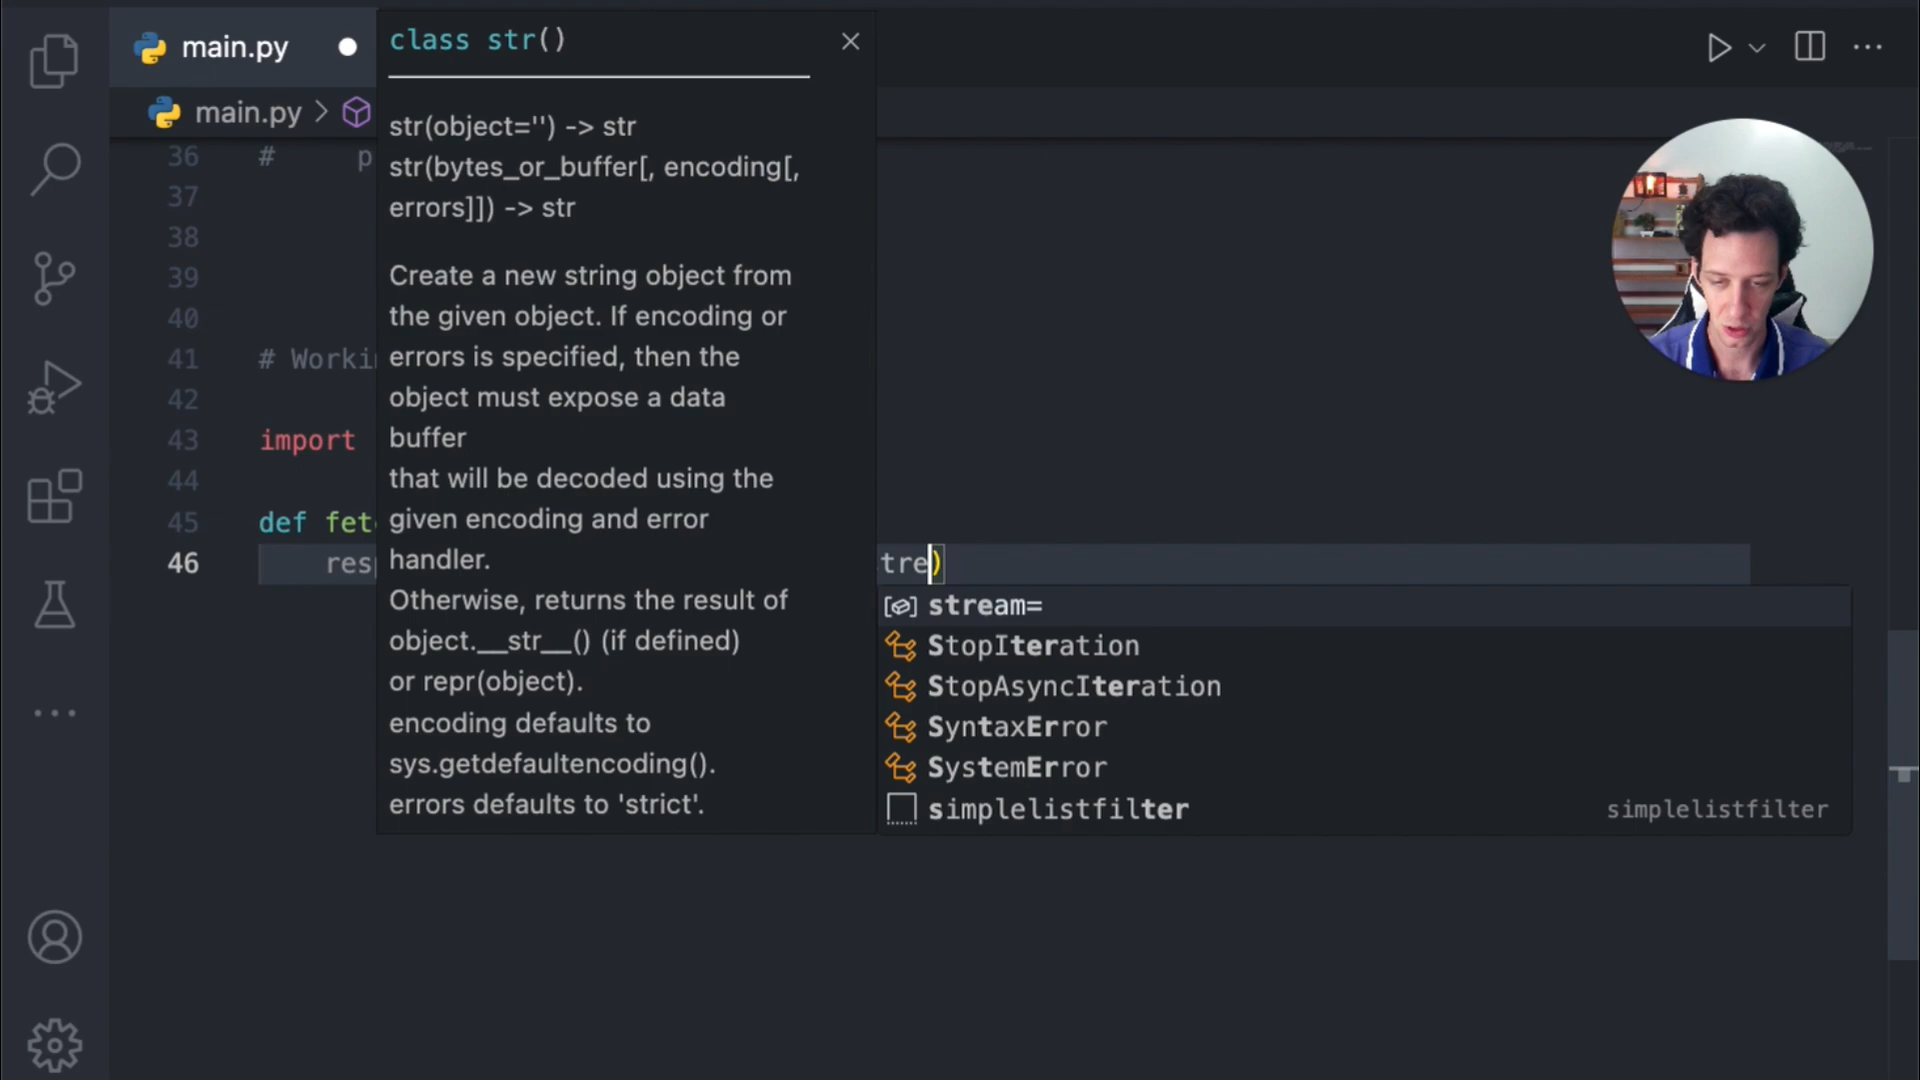 main.py
class str()
main.py >
str(object='') -> str
str(bytes_or_buffer[, encoding[,
errors]]) -> str
Create a new string object from
the given object. If encoding or
errors is specified, then the
object must expose a data
buffer
that will be decoded using the
given encoding and error
handler.
Otherwise, returns the result of
object.__str__() (if defined)
or repr(object).
encoding defaults to
sys.getdefaultencoding().
errors defaults to 'strict'.
36 # p
37
38
39
40
41 # Worki
42
43 import
44
45 def fet
46 res tre)
stream=
StopIteration
StopAsyncIteration
SyntaxError
SystemError
simplelistfilter simplelistfilter